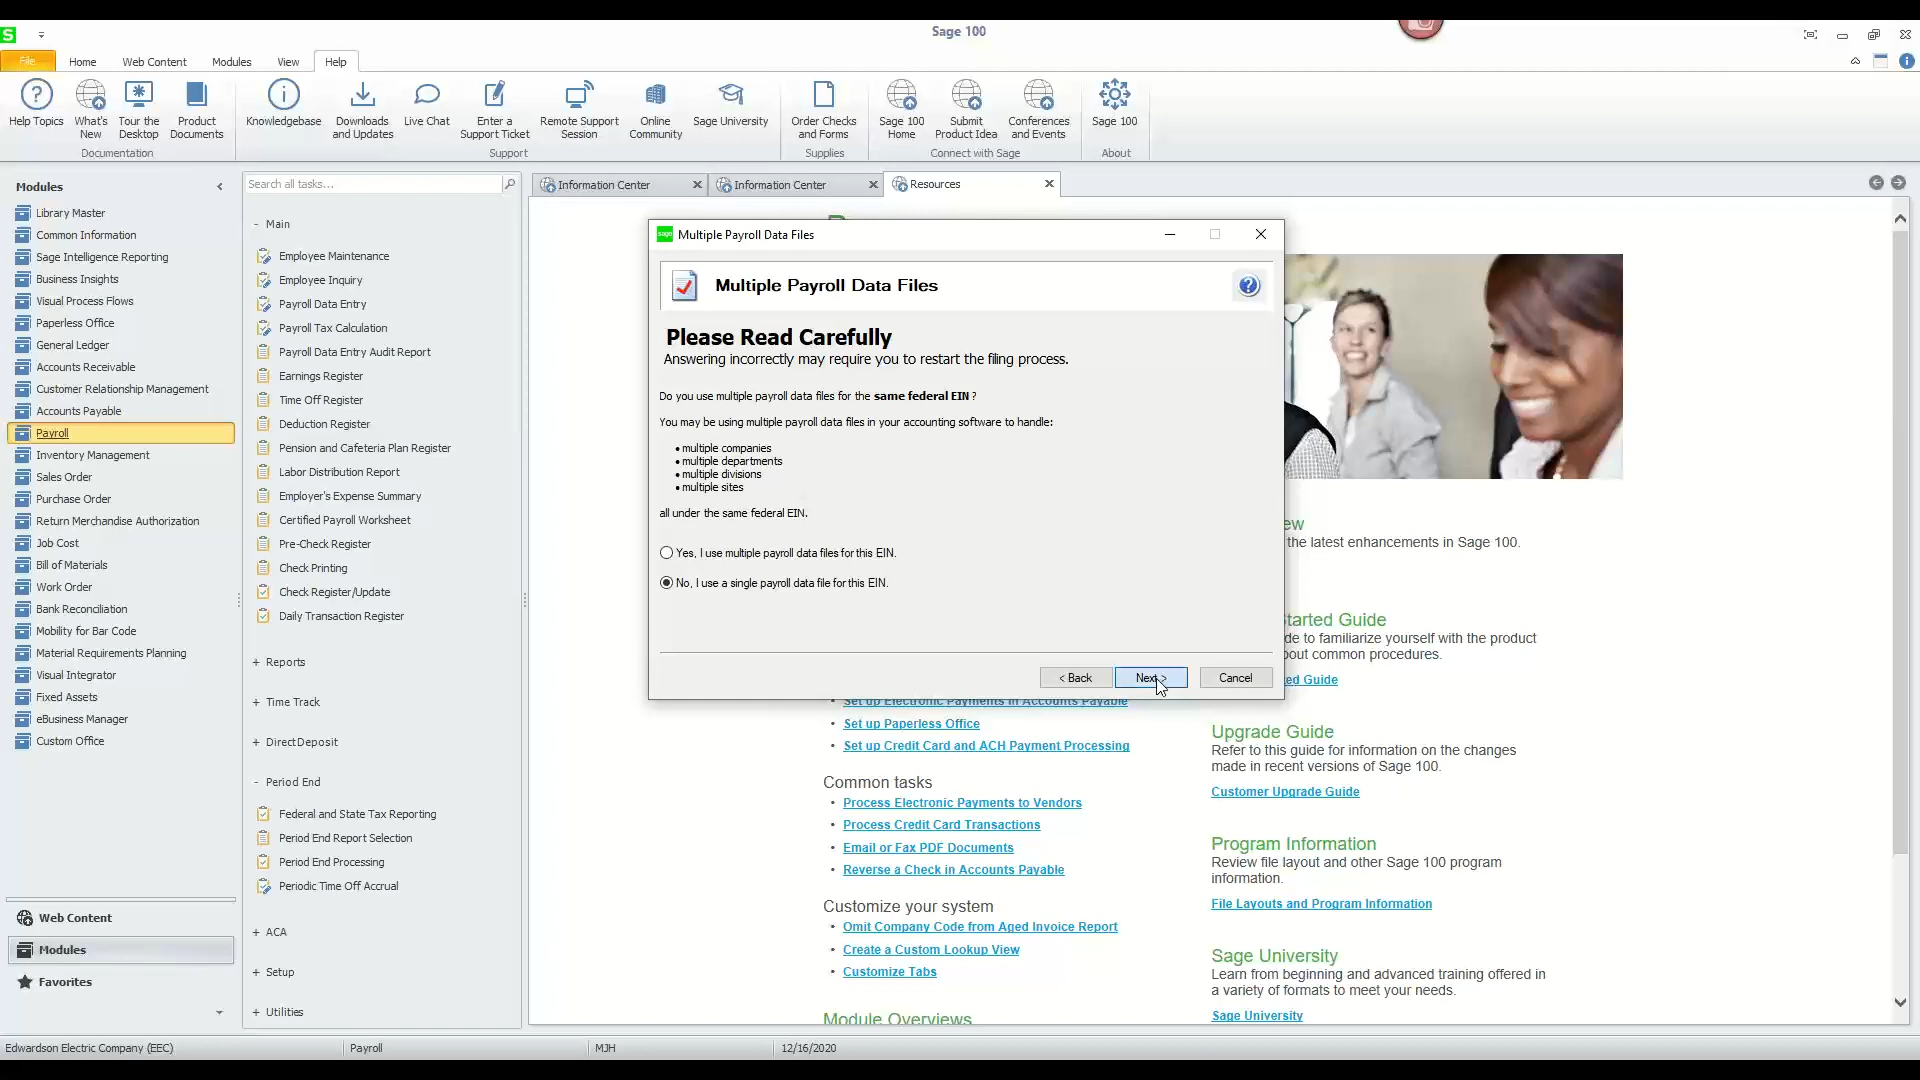 S
Sage 100
File
Home
Web Content
Modules
View
Help
Help Topics
What's New
Tour the Desktop
Product Documents
Documentation
Knowledgebase
Downloads and Updates
Live Chat
Enter a Support Ticket
Remote Support Session
Online Community
Sage University
Support
Order Checks and Forms
Supplies
Sage 100 Home
Submit Product Idea
Conferences and Events
Connect with Sage
Sage 100
About
Modules
Library Master
Common Information
Sage Intelligence Reporting
Business Insights
Visual Process Flows
Paperless Office
General Ledger
Accounts Receivable
Customer Relationship Management
Accounts Payable
Payroll
Inventory Management
Sales Order
Purchase Order
Return Merchandise Authorization
Job Cost
Bill of Materials
Work Order
Bank Reconciliation
Mobility for Bar Code
Material Requirements Planning
Visual Integrator
Fixed Assets
eBusiness Manager
Custom Office
Web Content
Modules
Favorites
Search all tasks...
- Main
Employee Maintenance
Employee Inquiry
Payroll Data Entry
Payroll Tax Calculation
Payroll Data Entry Audit Report
Earnings Register
Time Off Register
Deduction Register
Pension and Cafeteria Plan Register
Labor Distribution Report
Employer's Expense Summary
Certified Payroll Worksheet
Pre-Check Register
Check Printing
Check Register/Update
Daily Transaction Register
+ Reports
+ Time Track
+ DirectDeposit
- Period End
Federal and State Tax Reporting
Period End Report Selection
Period End Processing
Periodic Time Off Accrual
+ ACA
+ Setup
+ Utilities
Information Center
Information Center
Resources
sage Multiple Payroll Data Files
Multiple Payroll Data Files
Please Read Carefully
Answering incorrectly may require you to restart the filing process.
Do you use multiple payroll data files for the same federal EIN ?
You may be using multiple payroll data files in your accounting software to handle:
• multiple companies
• multiple departments
• multiple divisions
• multiple sites
all under the same federal EIN.
Yes, I use multiple payroll data files for this EIN.
No, I use a single payroll data file for this EIN.
< Back
Next >
Cancel
Set up Electronic Payments in Accounts Payable
• Set up Paperless Office
• Set up Credit Card and ACH Payment Processing
Common tasks
• Process Electronic Payments to Vendors
• Process Credit Card Transactions
• Email or Fax PDF Documents
• Reverse a Check in Accounts Payable
Customize your system
• Omit Company Code from Aged Invoice Report
• Create a Custom Lookup View
• Customize Tabs
Module Overviews
ew
the latest enhancements in Sage 100.
tarted Guide
de to familiarize yourself with the product
out common procedures.
ed Guide
Upgrade Guide
Refer to this guide for information on the changes
made in recent versions of Sage 100.
Customer Upgrade Guide
Program Information
Review file layout and other Sage 100 program
information.
File Layouts and Program Information
Sage University
Learn from beginning and advanced training offered in
a variety of formats to meet your needs.
Sage University
Edwardson Electric Company (EEC)
Payroll
MJH
12/16/2020